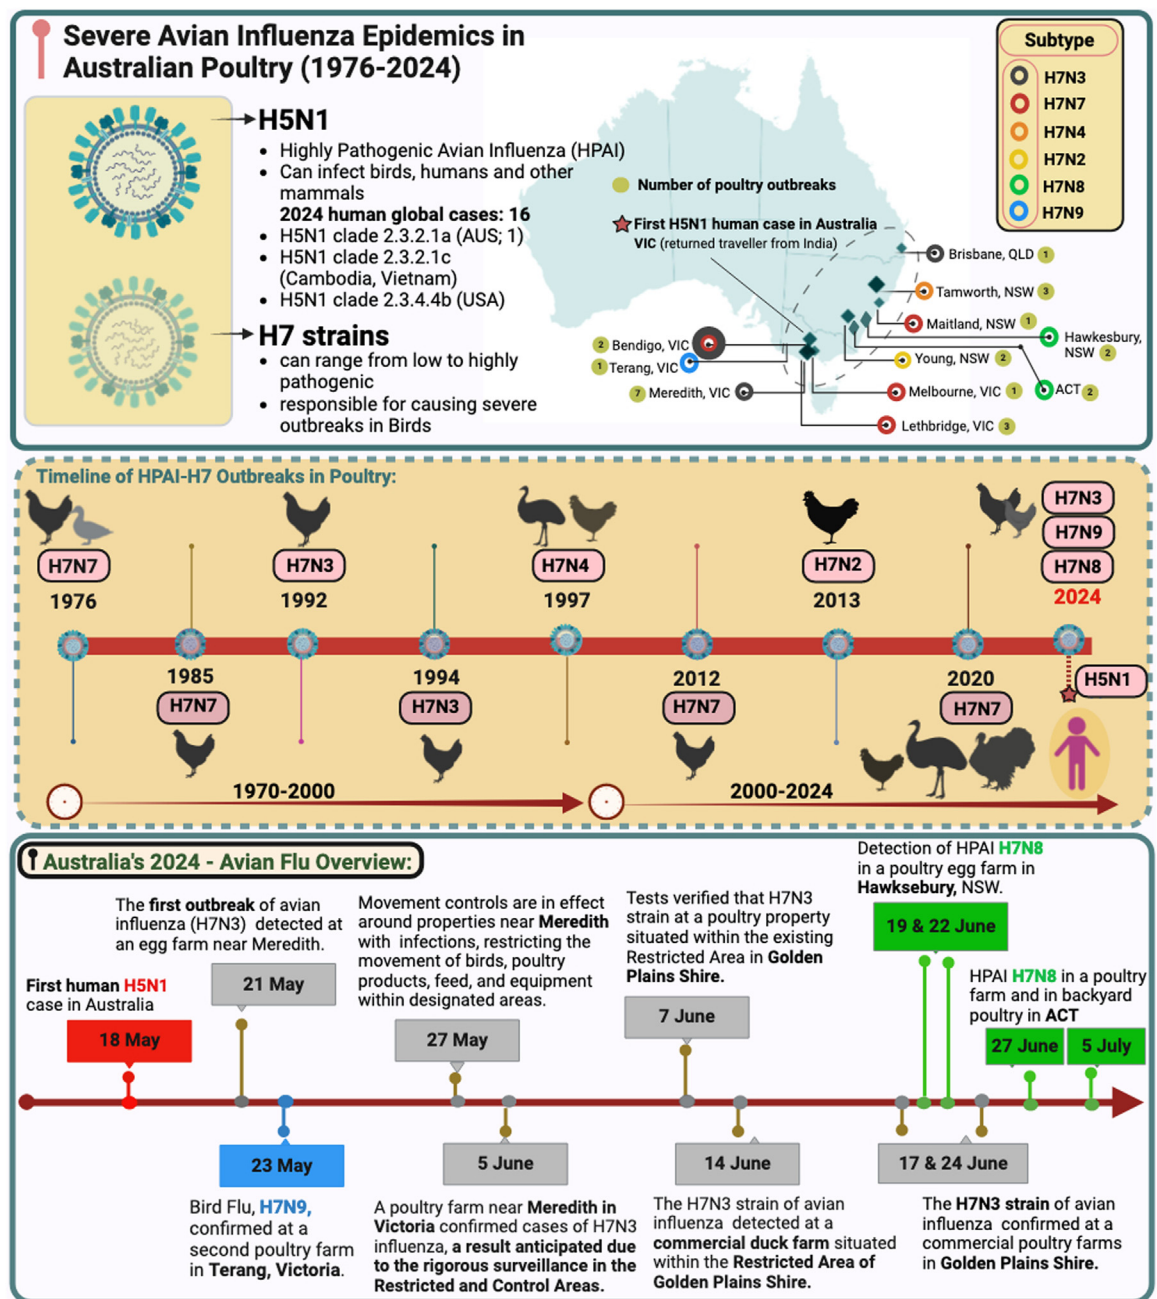 Severe Avian Influenza Epidemics in
Australian Poultry (1976-2024)
H5N1
• Highly Pathogenic Avian Influenza (HPAI)
• Can infect birds, humans and other
mammals
2024 human global cases: 16
• H5N1 clade 2.3.2.1a (AUS; 1)
• H5N1 clade 2.3.2.1c
(Cambodia, Vietnam)
• H5N1 clade 2.3.4.4b (USA)
H7 strains
• can range from low to highly
pathogenic
• responsible for causing severe
outbreaks in Birds
Number of poultry outbreaks
First H5N1 human case in Australia
VIC (returned traveller from India)
Subtype
H7N3
H7N7
H7N4
H7N2
H7N8
H7N9
Brisbane, QLD 1
Tamworth, NSW 3
Maitland, NSW 1
Hawkesbury,
NSW 2
Young, NSW 2
ACT 2
Melbourne, VIC 1
Lethbridge, VIC 3
2 Bendigo, VIC
1 Terang, VIC
7 Meredith, VIC
Timeline of HPAI-H7 Outbreaks in Poultry:
H7N7
1976
1985
H7N7
H7N3
1992
1994
H7N3
H7N4
1997
2012
H7N7
H7N2
2013
2020
H7N7
H7N3
H7N9
H7N8
2024
H5N1
1970-2000
2000-2024
Australia's 2024 - Avian Flu Overview:
First human H5N1
case in Australia
18 May
The first outbreak of avian
influenza (H7N3) detected at
an egg farm near Meredith.
21 May
23 May
Bird Flu, H7N9,
confirmed at a
second poultry farm
in Terang, Victoria.
Movement controls are in effect
around properties near Meredith
with infections, restricting the
movement of birds, poultry
products, feed, and equipment
within designated areas.
27 May
5 June
A poultry farm near Meredith in
Victoria confirmed cases of H7N3
influenza, a result anticipated due
to the rigorous surveillance in the
Restricted and Control Areas.
Tests verified that H7N3
strain at a poultry property
situated within the existing
Restricted Area in Golden
Plains Shire.
7 June
14 June
The H7N3 strain of avian
influenza detected at a
commercial duck farm situated
within the Restricted Area of
Golden Plains Shire.
Detection of HPAI H7N8
in a poultry egg farm in
Hawksebury, NSW.
19 & 22 June
17 & 24 June
The H7N3 strain of avian
influenza confirmed at a
commercial poultry farms
in Golden Plains Shire.
HPAI H7N8 in a poultry
farm and in backyard
poultry in ACT
27 June
5 July